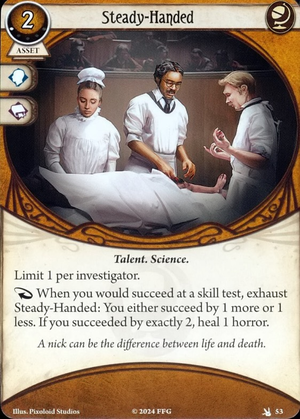 2
Steady-Handed
ASSET
Talent. Science.
Limit 1 per investigator.
When you would succeed at a skill test, exhaust
Steady-Handed: You either succeed by 1 more or 1
less. If you succeeded by exactly 2, heal 1 horror.
A nick can be the difference between life and death.
Illus. Pixoloid Studios
© 2024 FFG
53